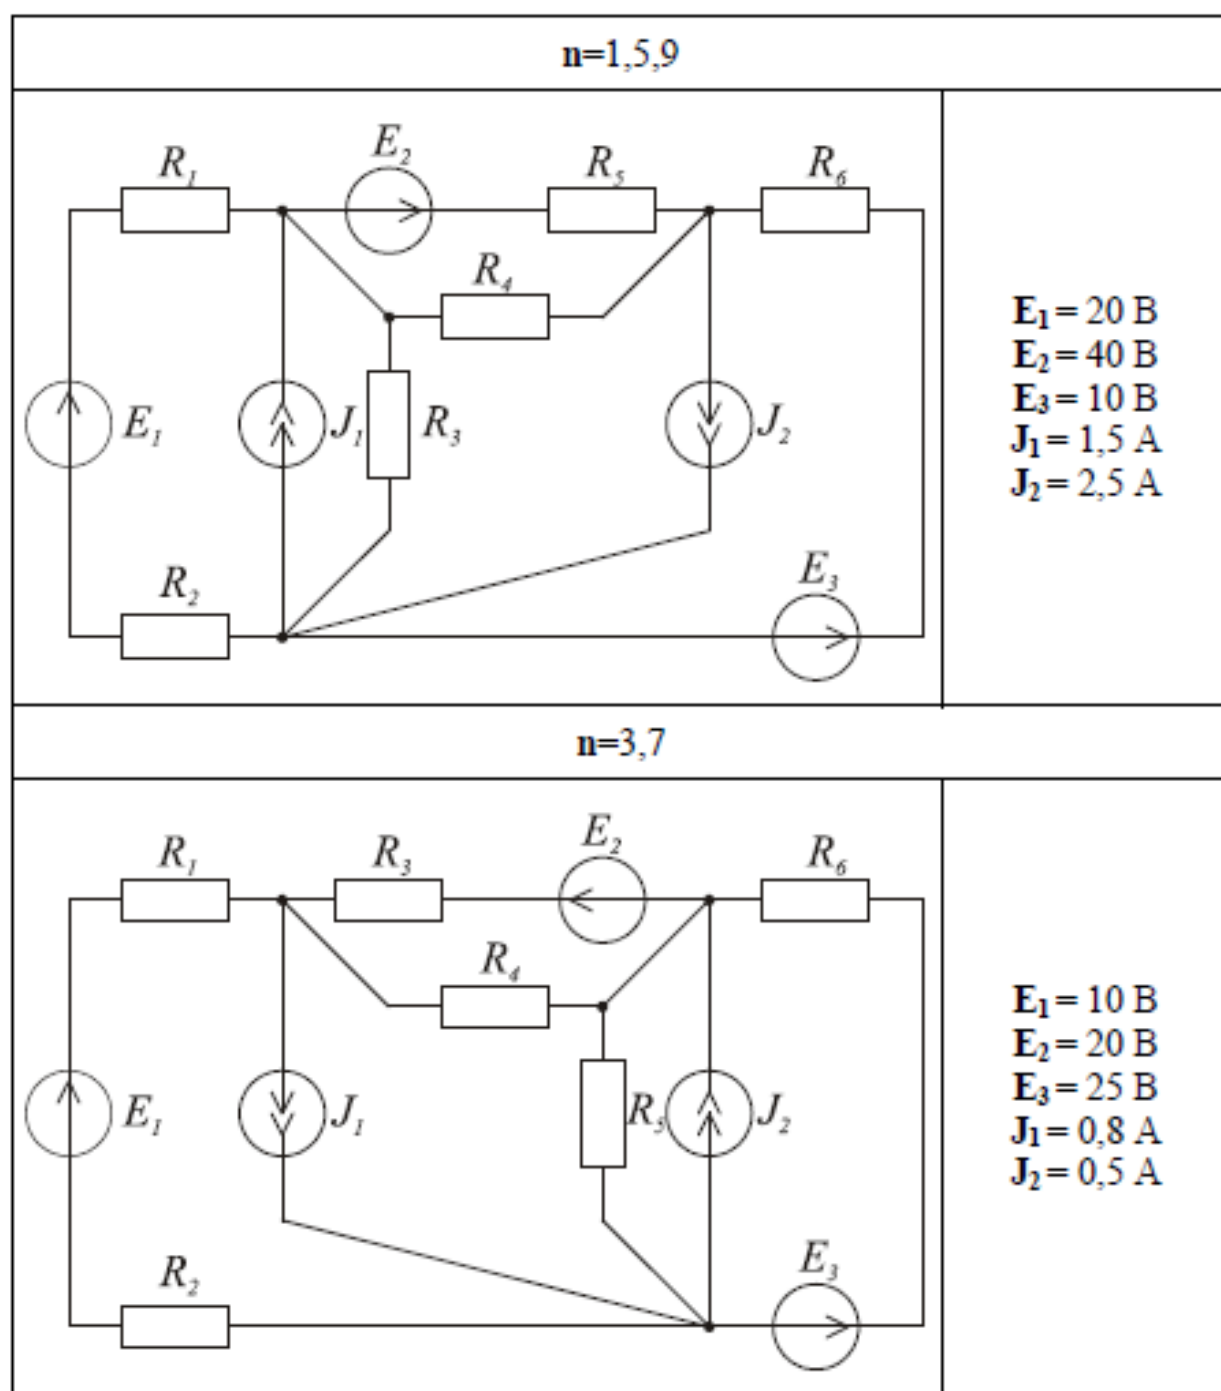 n=1,5,9
E₂
R₁
R₅
R₆
R₄
E₁
J₁
R₃
J₂
R₂
E₃
E₁ = 20 В
E₂ = 40 В
E₃ = 10 В
J₁ = 1,5 А
J₂ = 2,5 А
n=3,7
E₂
R₁
R₃
R₆
R₄
E₁
J₁
R₅
J₂
R₂
E₃
E₁ = 10 В
E₂ = 20 В
E₃ = 25 В
J₁ = 0,8 А
J₂ = 0,5 А